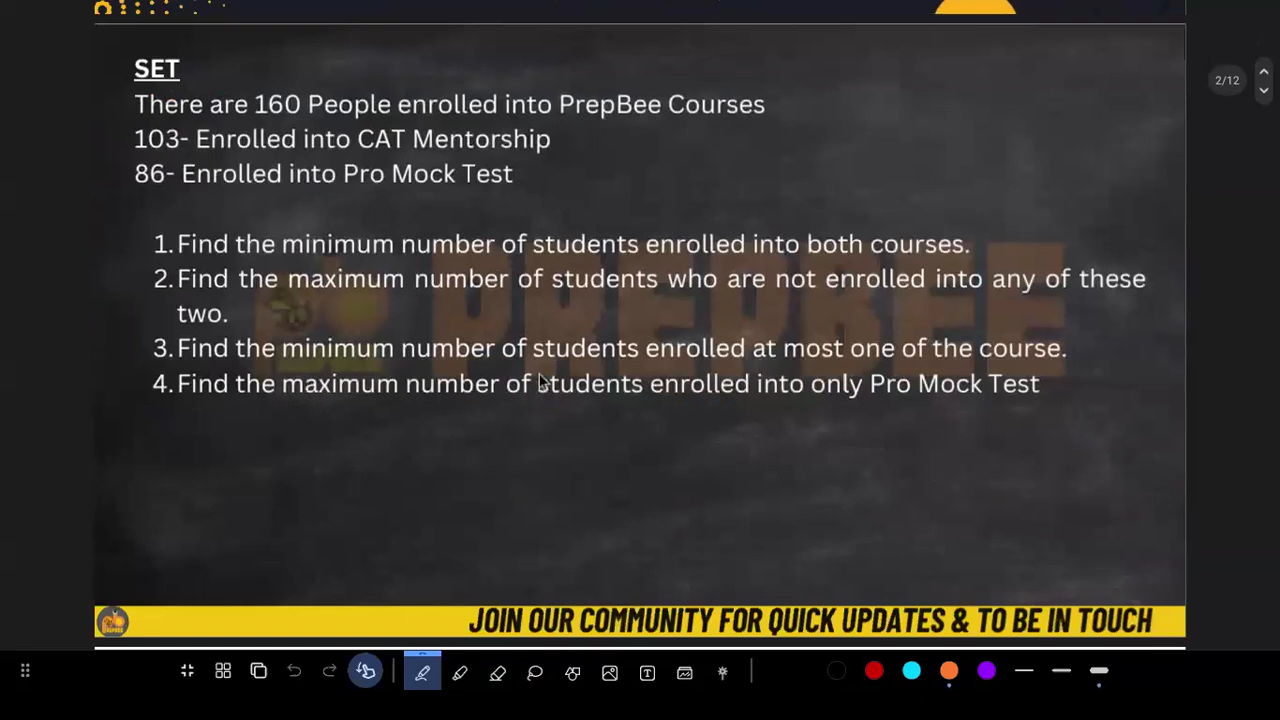 SET
There are 160 People enrolled into PrepBee Courses
103- Enrolled into CAT Mentorship
86- Enrolled into Pro Mock Test
1. Find the minimum number of students enrolled into both courses.
2. Find the maximum number of students who are not enrolled into any of these
two.
3. Find the minimum number of students enrolled at most one of the course.
4. Find the maximum number of students enrolled into only Pro Mock Test
PREPBEE
JOIN OUR COMMUNITY FOR QUICK UPDATES & TO BE IN TOUCH
2/12